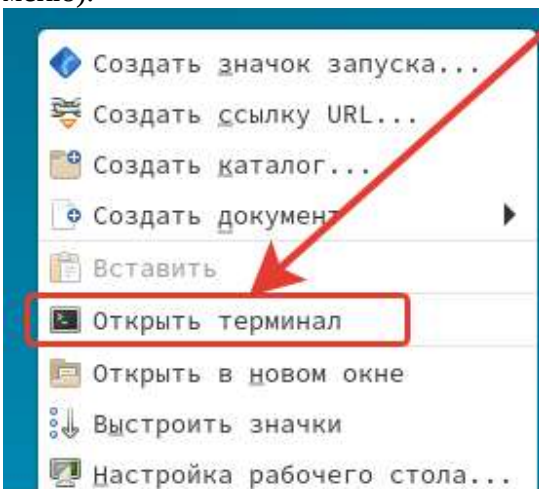 меню).
Создать значок запуска...
Создать ссылку URL...
Создать каталог...
Создать документ
Вставить
Открыть терминал
Открыть в новом окне
Выстроить значки
Настройка рабочего стола...